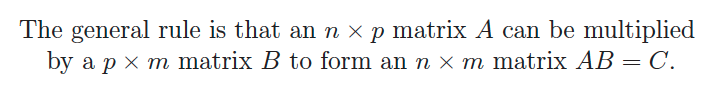 The general rule is that an n × p matrix A can be multiplied
by a p × m matrix B to form an n × m matrix AB = C.